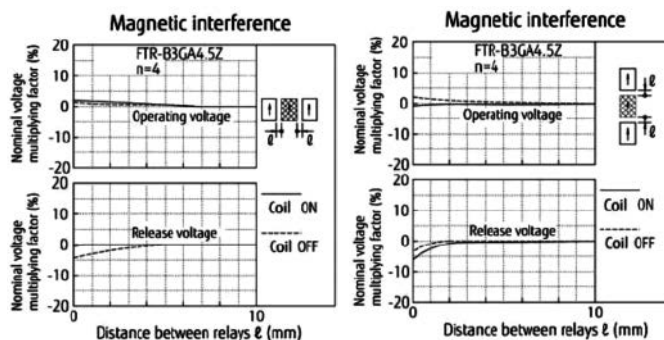 Magnetic interference
Nominal voltage
multiplying factor (%)
20
10
0
-10
-20
FTR-B3GA4.5Z
n=4
Operating voltage
ℓ
ℓ
Nominal voltage
multiplying factor (%)
20
10
0
-10
-20
Release voltage
Coil ON
Coil OFF
0
10
Distance between relays ℓ (mm)
Magnetic interference
Nominal voltage
multiplying factor (%)
20
10
0
-10
-20
FTR-B3GA4.5Z
n=4
Operating voltage
ℓ
ℓ
Nominal voltage
multiplying factor (%)
20
10
0
-10
-20
Release voltage
Coil ON
Coil OFF
0
10
Distance between relays ℓ (mm)